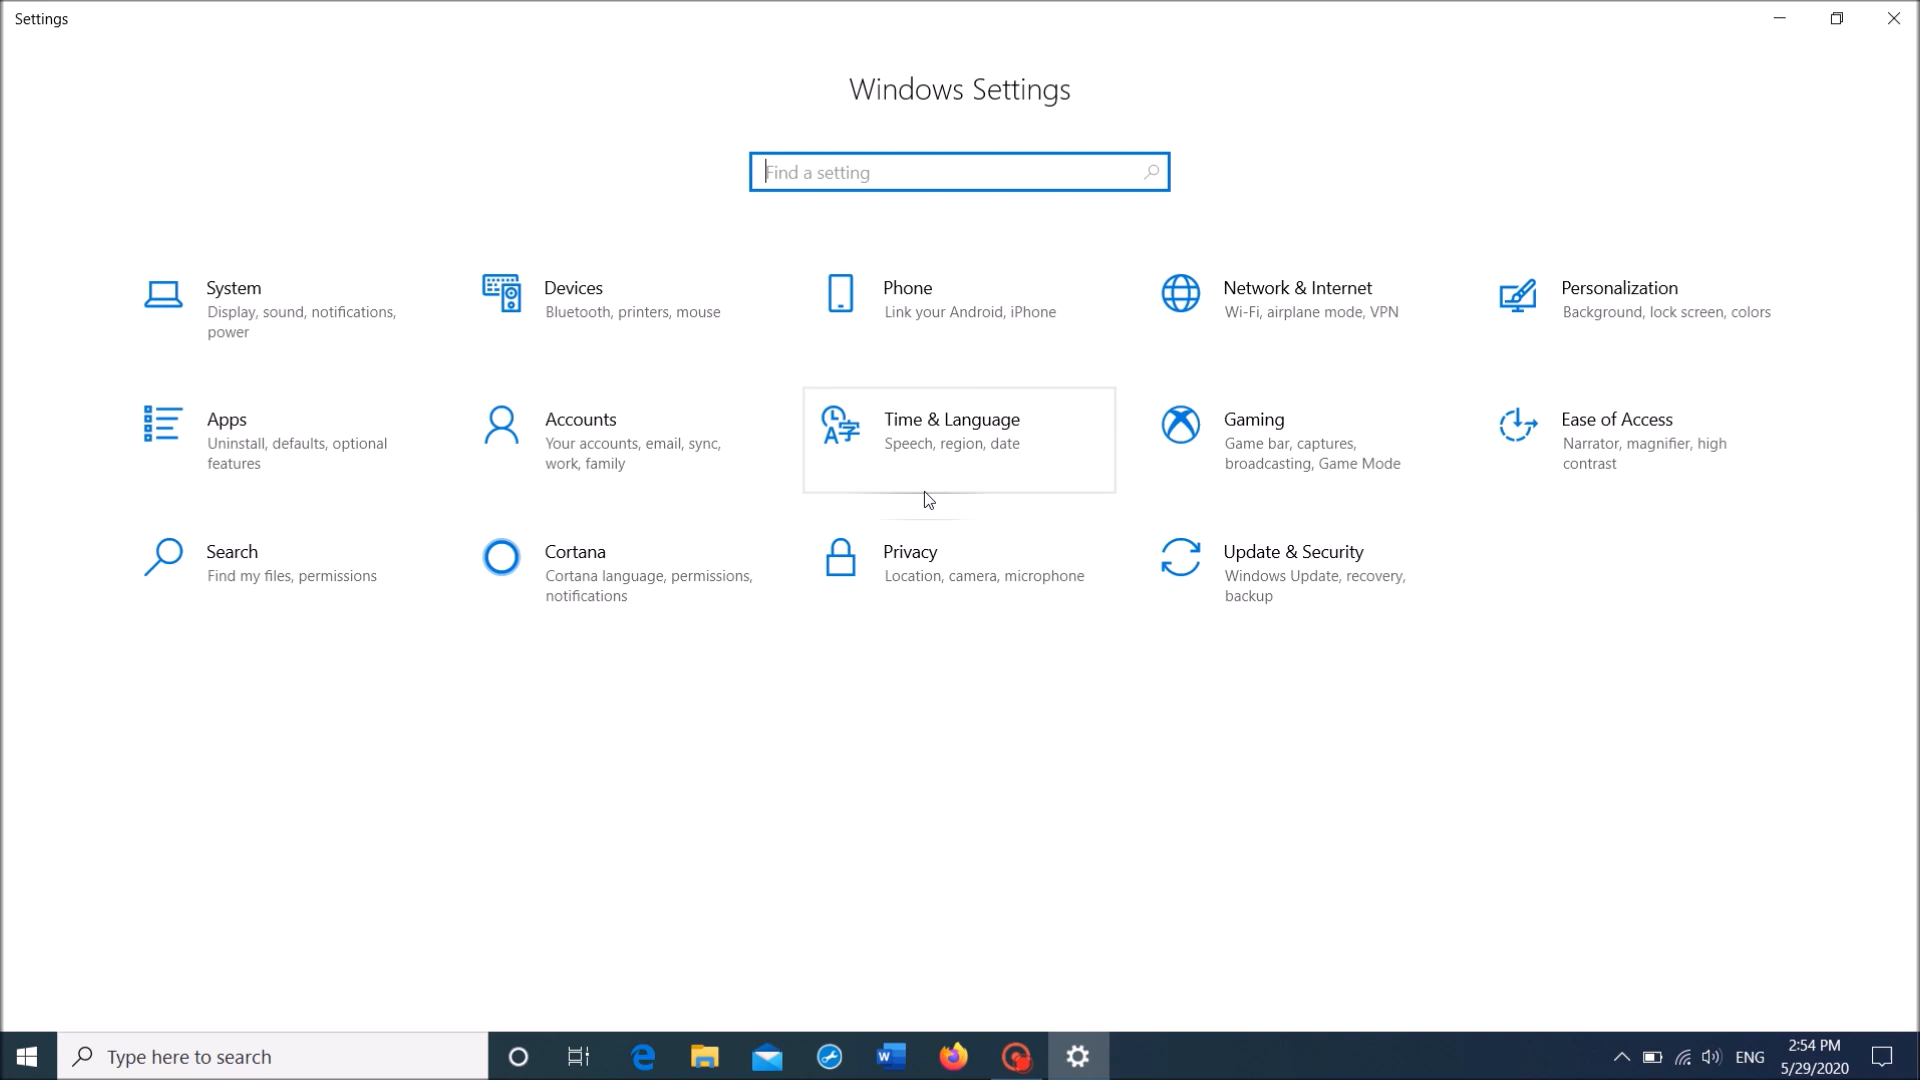 Settings
Windows Settings
Find a setting
System
Display, sound, notifications,
power
Devices
Bluetooth, printers, mouse
Phone
Link your Android, iPhone
Network & Internet
Wi-Fi, airplane mode, VPN
Personalization
Background, lock screen, colors
Apps
Uninstall, defaults, optional
features
Accounts
Your accounts, email, sync,
work, family
Time & Language
Speech, region, date
Gaming
Game bar, captures,
broadcasting, Game Mode
Ease of Access
Narrator, magnifier, high
contrast
Search
Find my files, permissions
Cortana
Cortana language, permissions,
notifications
Privacy
Location, camera, microphone
Update & Security
Windows Update, recovery,
backup
Type here to search
ENG
2:54 PM
5/29/2020